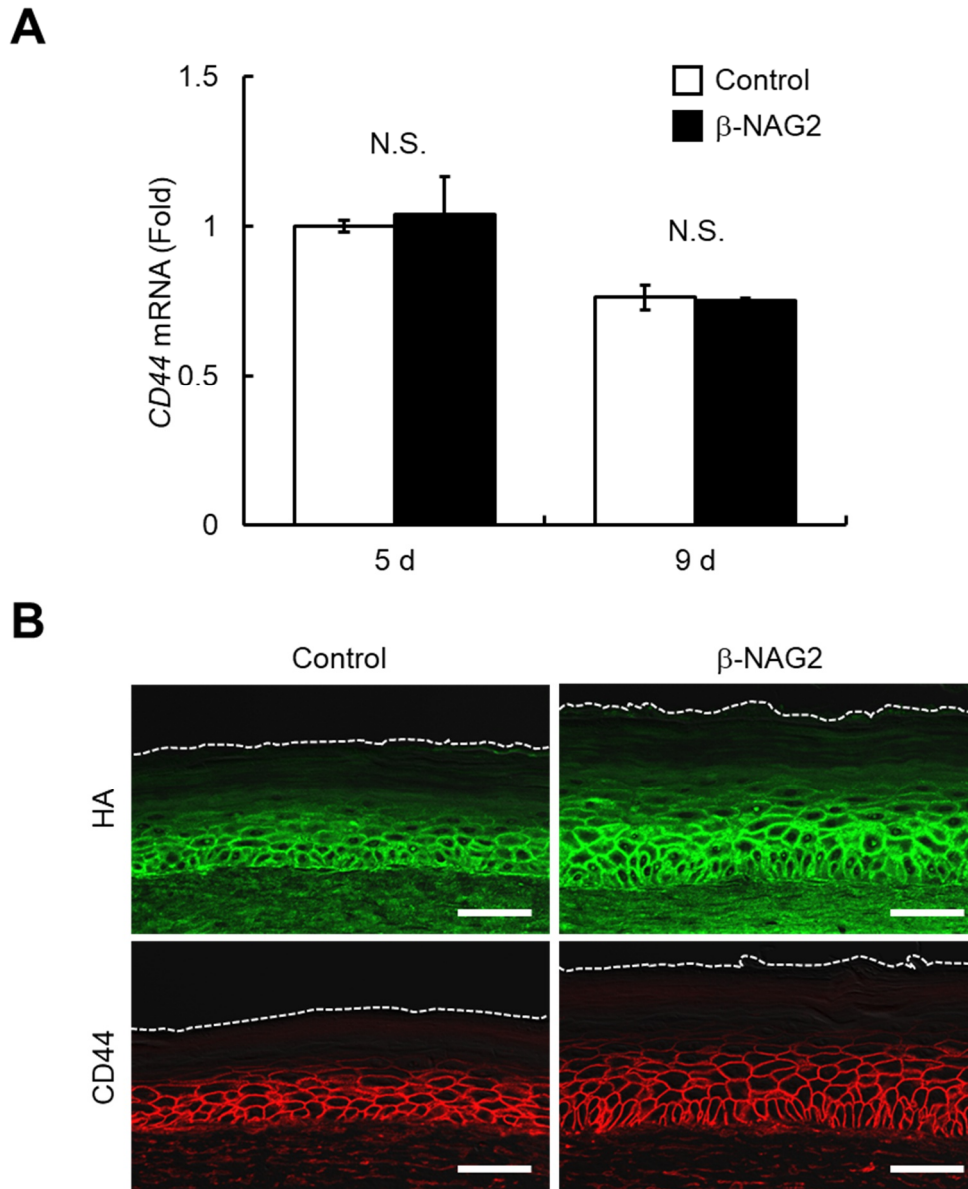 A
1.5
Control
β-NAG2
N.S.
1
N.S.
CD44 mRNA (Fold)
0.5
0
5 d
9 d
B
Control
β-NAG2
HA
CD44